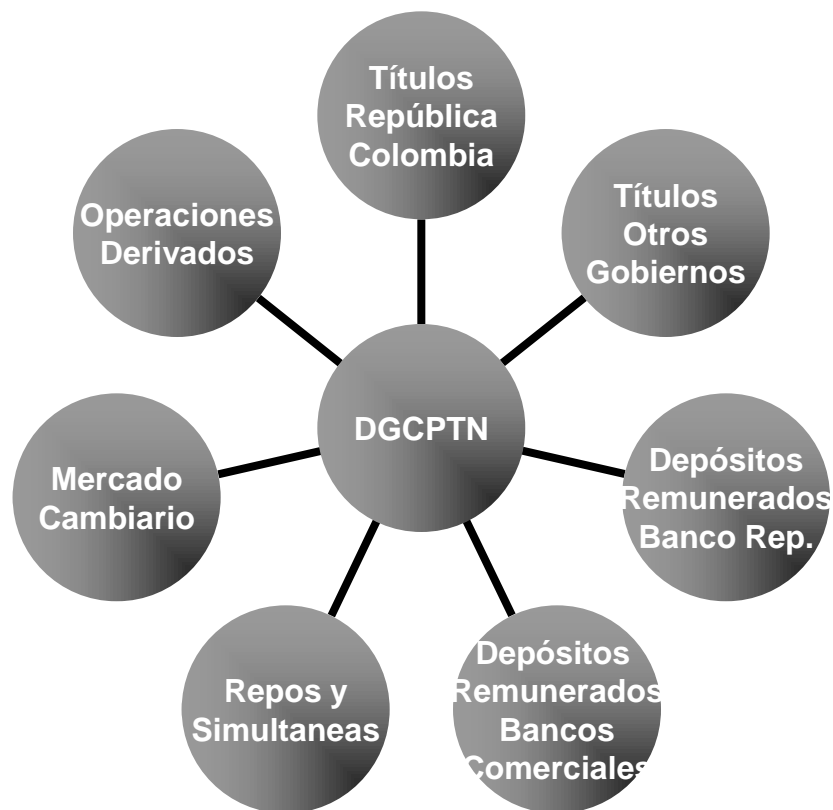 Títulos
República
Colombia
Títulos
Otros
Gobiernos
Operaciones
Derivados
DGCPTN
Depósitos
Remunerados
Banco Rep.
Mercado
Cambiario
Depósitos
Remunerados
Bancos
Comerciales
Repos y
Simultaneas